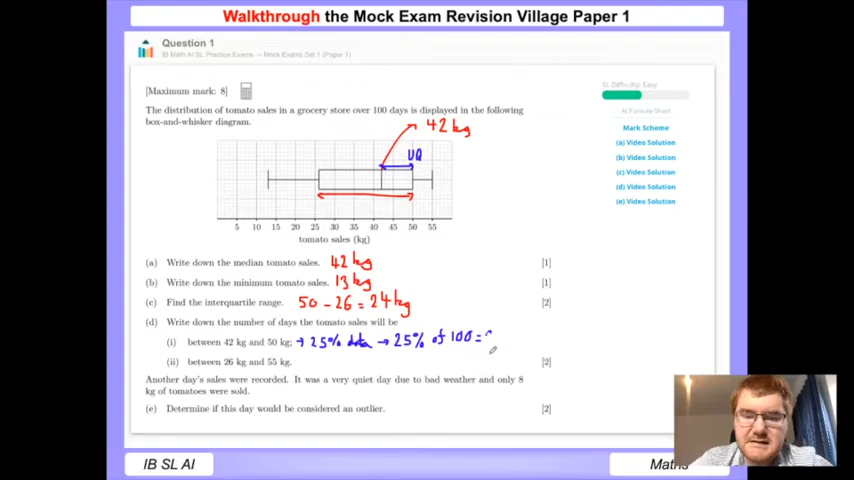 Walkthrough the Mock Exam Revision Village Paper 1
Question 1
IB Math AI SL Practice Exams → Mock Exams Set 1 (Paper 1)
[Maximum mark: 8]
SL Difficulty: Easy
AI Formula Sheet
Mark Scheme
(a) Video Solution
(b) Video Solution
(c) Video Solution
(d) Video Solution
(e) Video Solution
The distribution of tomato sales in a grocery store over 100 days is displayed in the following
box-and-whisker diagram.
42 kg
UQ
5 10 15 20 25 30 35 40 45 50 55
tomato sales (kg)
(a) Write down the median tomato sales. 42 kg [1]
(b) Write down the minimum tomato sales. 13 kg [1]
(c) Find the interquartile range. 50 - 26 = 24 kg [2]
(d) Write down the number of days the tomato sales will be
(i) between 42 kg and 50 kg; → 25% data → 25% of 100 =
(ii) between 26 kg and 55 kg. [2]
Another day's sales were recorded. It was a very quiet day due to bad weather and only 8
kg of tomatoes were sold.
(e) Determine if this day would be considered an outlier. [2]
IB SL AI
Maths